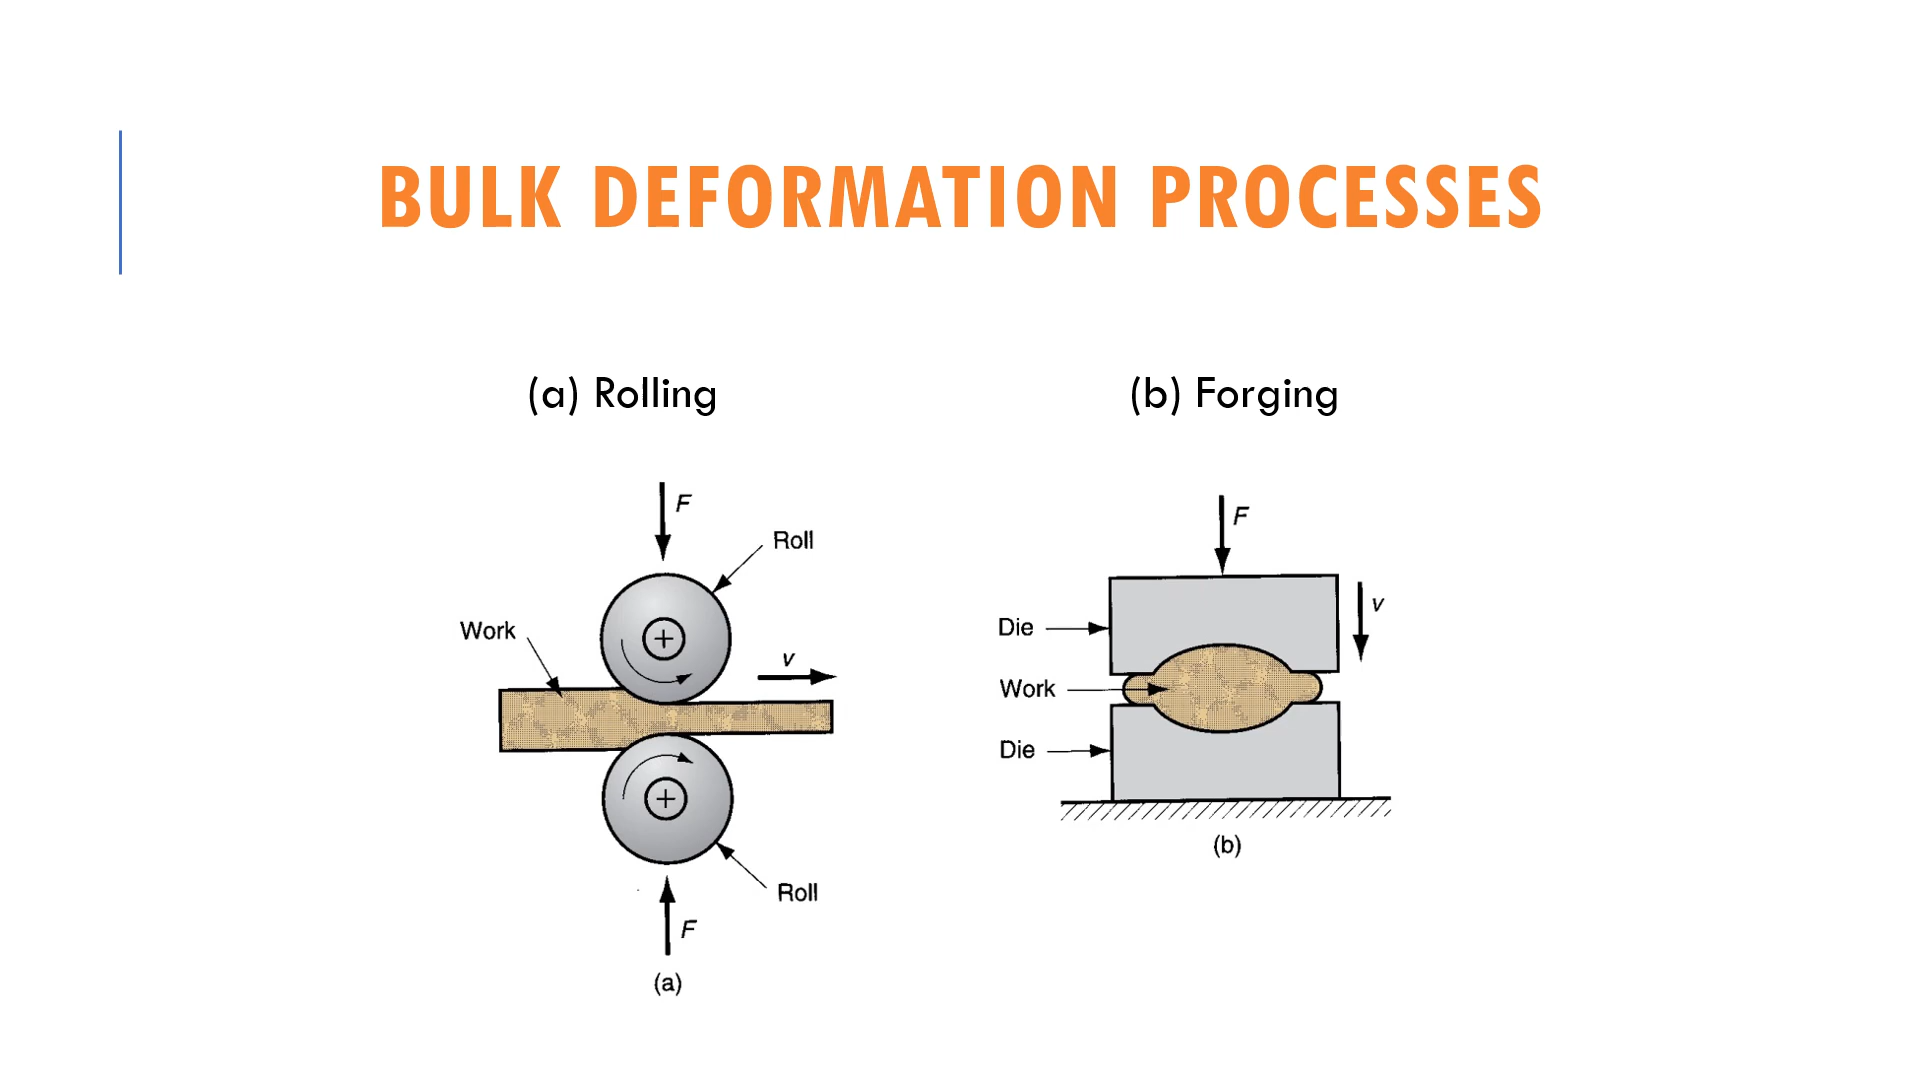 BULK DEFORMATION PROCESSES
(a) Rolling
F
Roll
Work
v
Roll
F
(a)
(b) Forging
F
v
Die
Work
Die
(b)